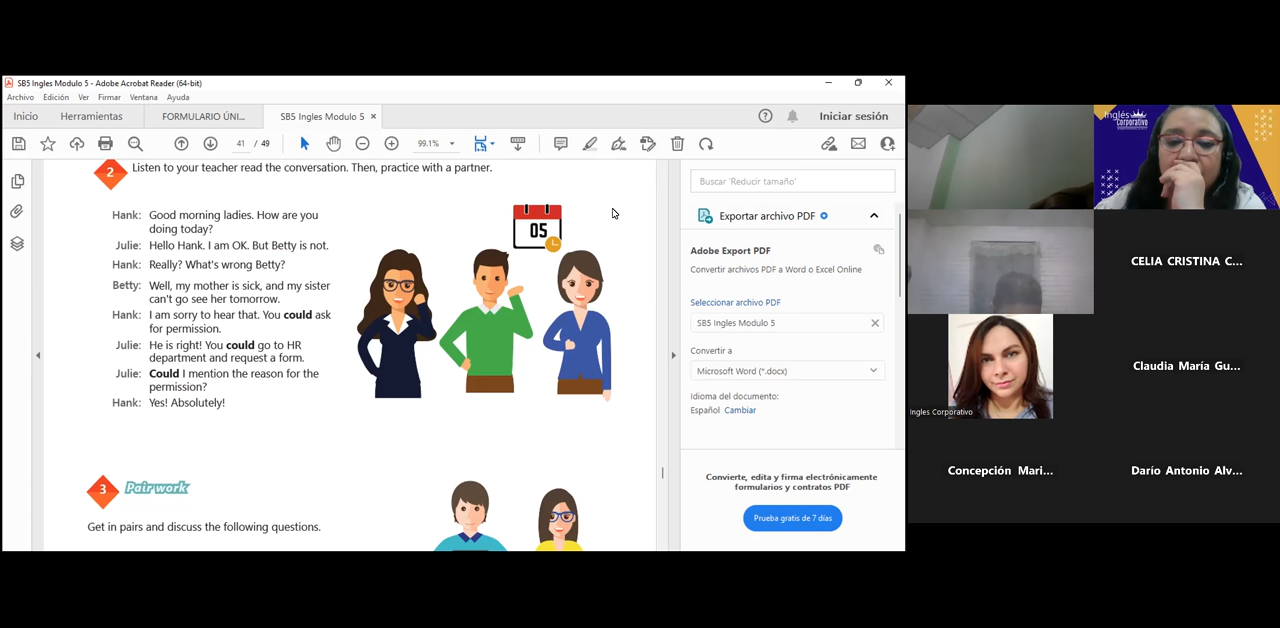 SB5 Ingles Modulo 5 - Adobe Acrobat Reader (64-bit)
Archivo Edición Ver Firmar Ventana Ayuda
Inicio Herramientas FORMULARIO ÚNI... SB5 Ingles Modulo 5 × Iniciar sesión
41 / 49 99.1%
2 Listen to your teacher read the conversation. Then, practice with a partner.
Hank: Good morning ladies. How are you
doing today?
Julie: Hello Hank. I am OK. But Betty is not.
Hank: Really? What's wrong Betty?
Betty: Well, my mother is sick, and my sister
can't go see her tomorrow.
Hank: I am sorry to hear that. You could ask
for permission.
Julie: He is right! You could go to HR
department and request a form.
Julie: Could I mention the reason for the
permission?
Hank: Yes! Absolutely!
05
3 Pair work
Get in pairs and discuss the following questions.
Buscar 'Reducir tamaño'
Exportar archivo PDF
Adobe Export PDF
Convertir archivos PDF a Word o Excel Online
Seleccionar archivo PDF
SB5 Ingles Modulo 5
Convertir a
Microsoft Word (*.docx)
Idioma del documento:
Español Cambiar
Convierte, edita y firma electrónicamente
formularios y contratos PDF
Prueba gratis de 7 días
Inglés
Corporativo
CELIA CRISTINA C...
Ingles Corporativo
Claudia María Gu...
Concepción Mari...
Darío Antonio Alv...